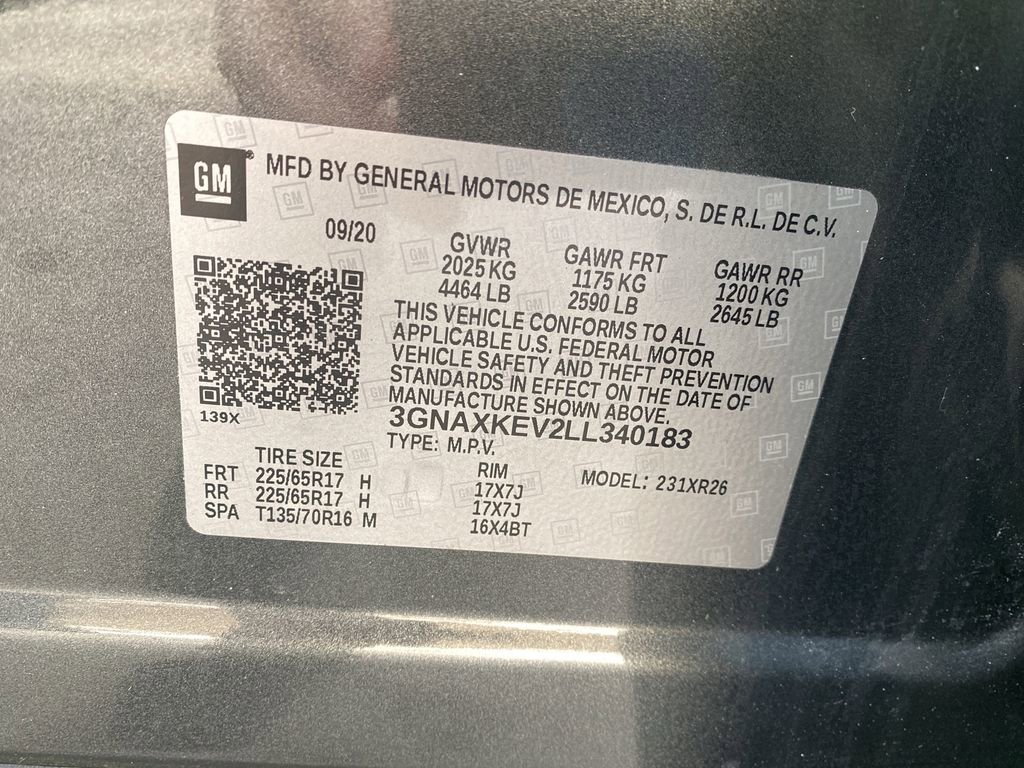 GM ® MFD BY GENERAL MOTORS DE MEXICO, S. DE R.L. DE C.V.
09/20
GVWR GAWR FRT GAWR RR
2025 KG 1175 KG 1200 KG
4464 LB 2590 LB 2645 LB
THIS VEHICLE CONFORMS TO ALL
APPLICABLE U.S. FEDERAL MOTOR
VEHICLE SAFETY AND THEFT PREVENTION
STANDARDS IN EFFECT ON THE DATE OF
MANUFACTURE SHOWN ABOVE.
139X
3GNAXKEV2LL340183
TYPE: M.P.V.
TIRE SIZE RIM MODEL: 231XR26
FRT 225/65R17 H 17X7J
RR 225/65R17 H 17X7J
SPA T135/70R16 M 16X4BT